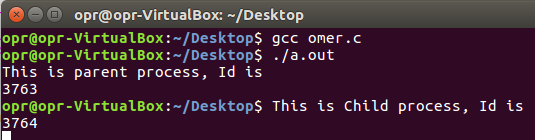 opr@opr-VirtualBox: ~/Desktop
opr@opr-VirtualBox:~/Desktop$ gcc omer.c
opr@opr-VirtualBox:~/Desktop$ ./a.out
This is parent process, Id is
3763
opr@opr-VirtualBox:~/Desktop$ This is Child process, Id is
3764